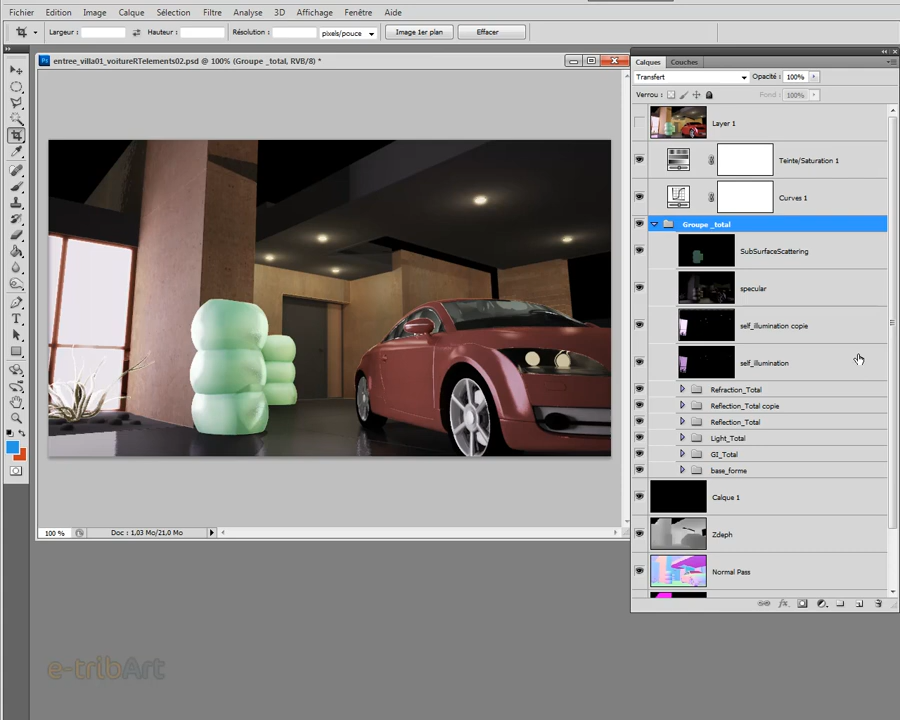 Fichier Edition Image Calque Sélection Filtre Analyse 3D Affichage Fenêtre Aide
Largeur : Hauteur : Résolution : pixels/pouce Image 1er plan Effacer
entree_villa01_voitureRTelements02.psd @ 100% (Groupe _total, RVB/8) *
Calques Couches
Transfert Opacité : 100%
Verrou : Fond : 100%
Layer 1
Teinte/Saturation 1
Curves 1
Groupe _total
SubSurfaceScattering
specular
self_illumination copie
self_illumination
Refraction_Total
Reflection_Total copie
Reflection_Total
Light_Total
GI_Total
base_forme
Calque 1
Zdeph
Normal Pass
100 % Doc : 1,03 Mo/21,0 Mo
e-tribArt